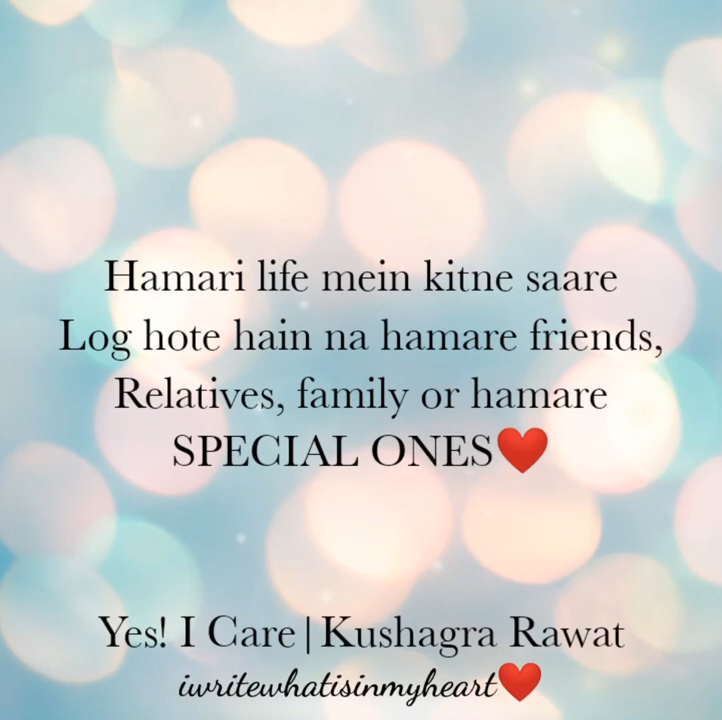 Hamari life mein kitne saare
Log hote hain na hamare friends,
Relatives, family or hamare
SPECIAL ONES❤️
Yes! I Care|Kushagra Rawat
iwritewhatisinmyheart❤️